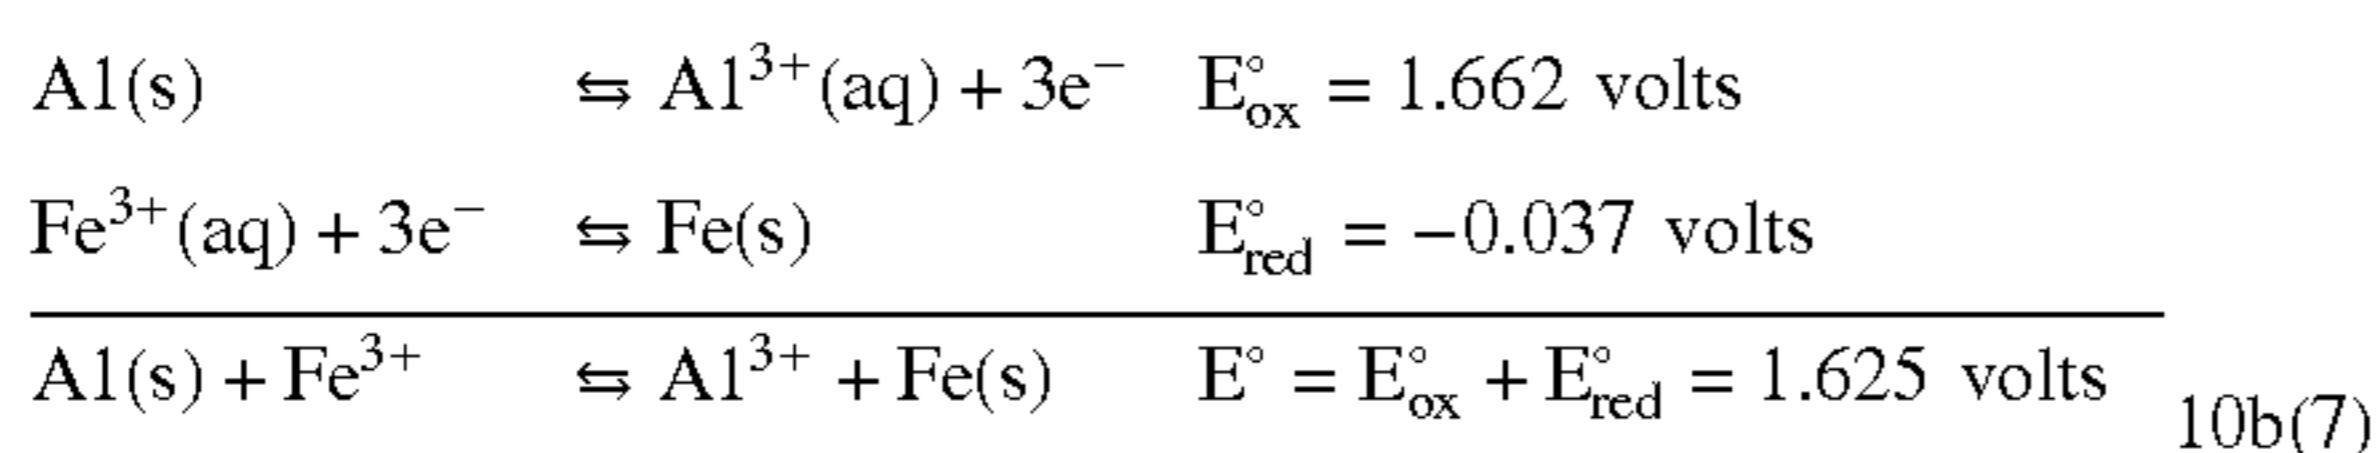 Al(s) ⇆ Al³⁺(aq) + 3e⁻ E°ox = 1.662 volts
Fe³⁺(aq) + 3e⁻ ⇆ Fe(s) E°red = −0.037 volts
Al(s) + Fe³⁺ ⇆ Al³⁺ + Fe(s) E° = E°ox + E°red = 1.625 volts
10b(7)